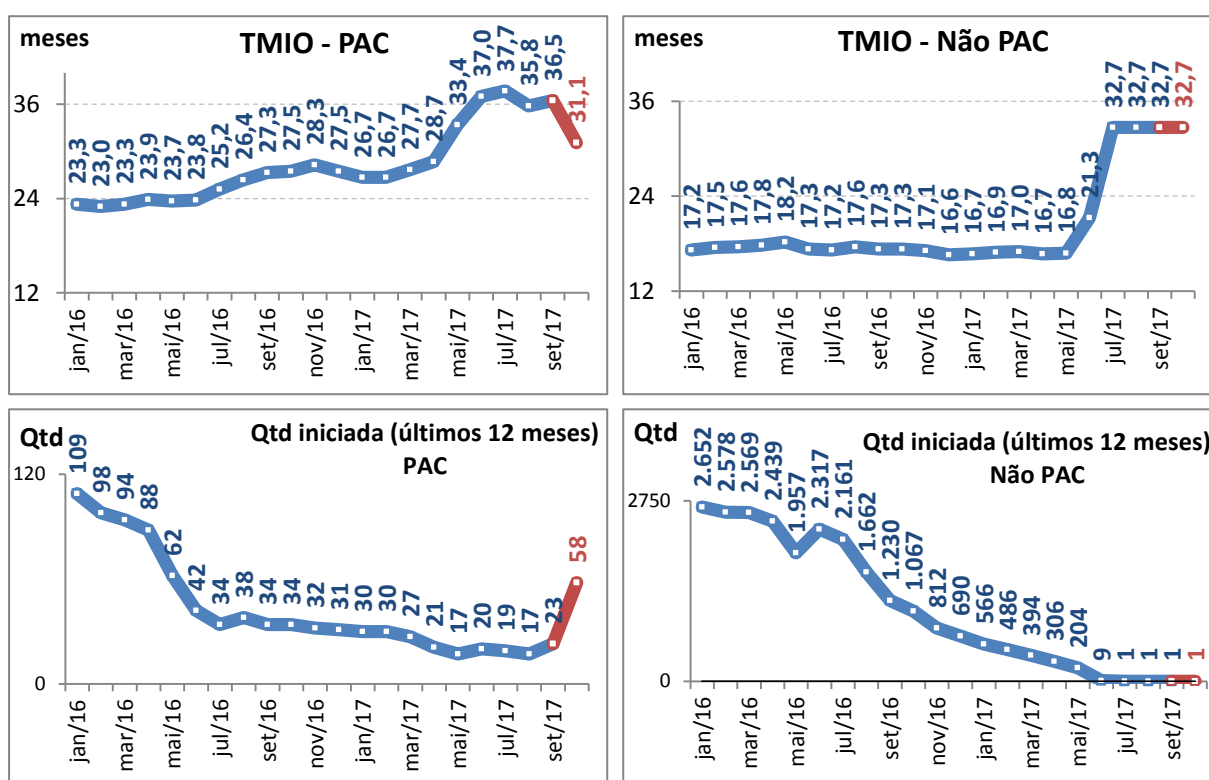 meses
TMIO - PAC
36
24
12
23,3
23,0
23,3
23,9
23,7
23,8
25,2
26,4
27,3
27,5
28,3
27,5
26,7
26,7
27,7
28,7
33,4
37,0
37,7
35,8
36,5
31,1
jan/16
mar/16
mai/16
jul/16
set/16
nov/16
jan/17
mar/17
mai/17
jul/17
set/17
meses
TMIO - Não PAC
36
24
12
17,2
17,5
17,6
17,8
18,2
17,3
17,2
17,6
17,3
17,3
17,1
16,6
16,7
16,9
17,0
16,7
16,8
21,3
32,7
32,7
32,7
32,7
jan/16
mar/16
mai/16
jul/16
set/16
nov/16
jan/17
mar/17
mai/17
jul/17
set/17
Qtd
Qtd iniciada (últimos 12 meses)
PAC
120
0
109
98
94
88
62
42
34
38
34
34
32
31
30
30
27
21
17
20
19
17
23
58
jan/16
mar/16
mai/16
jul/16
set/16
nov/16
jan/17
mar/17
mai/17
jul/17
set/17
Qtd
Qtd iniciada (últimos 12 meses)
Não PAC
2750
0
2.652
2.578
2.569
2.439
1.957
2.317
2.161
1.662
1.230
1.067
812
690
566
486
394
306
204
9
1
1
1
1
jan/16
mar/16
mai/16
jul/16
set/16
nov/16
jan/17
mar/17
mai/17
jul/17
set/17